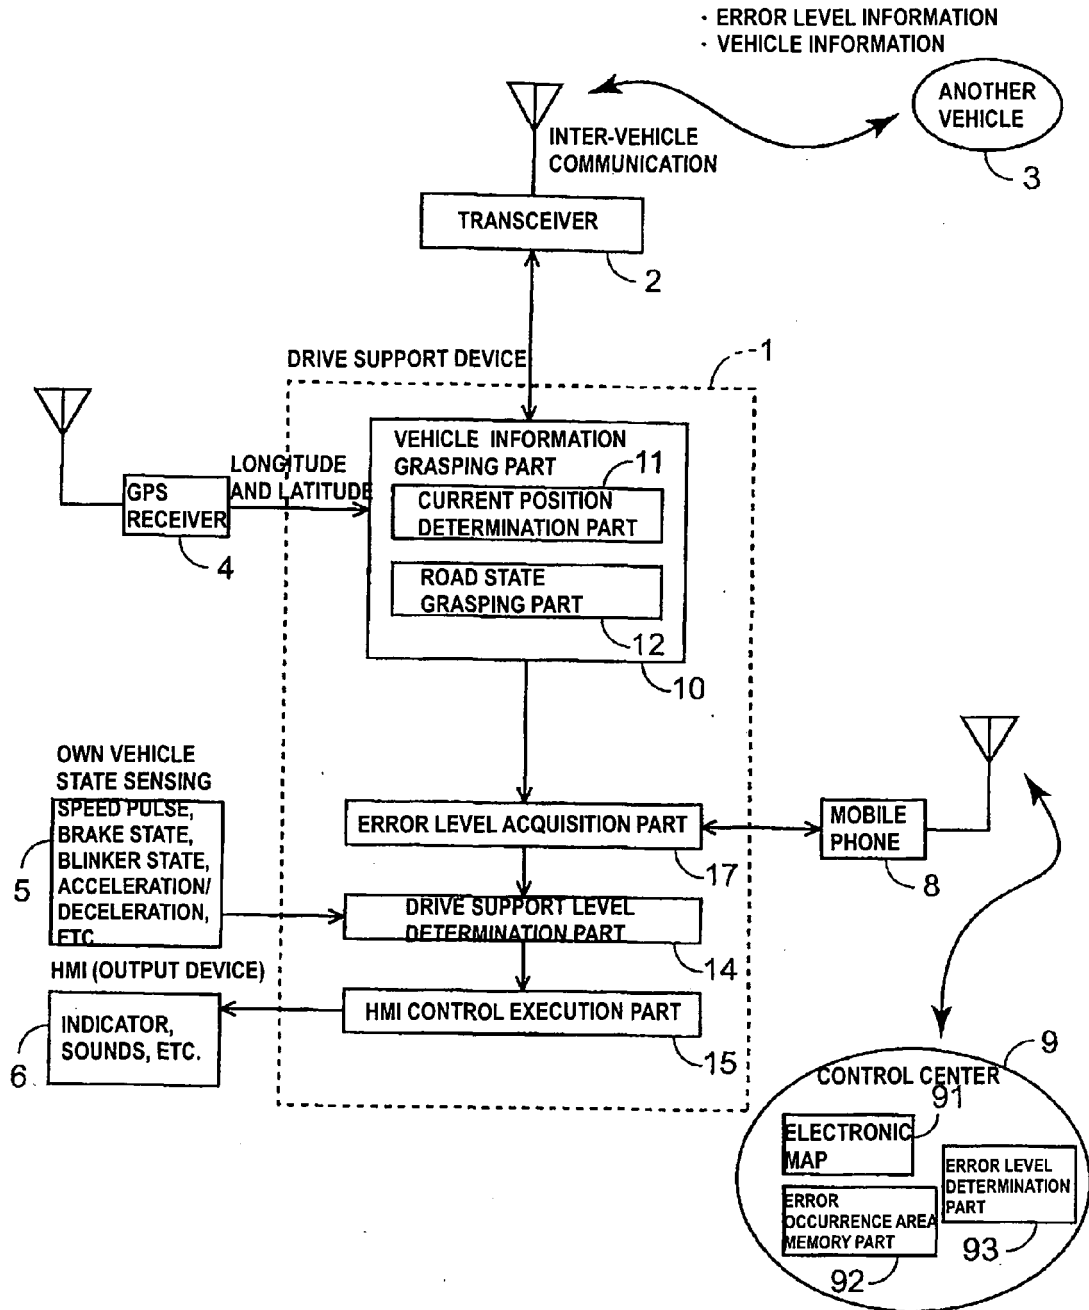 · ERROR LEVEL INFORMATION
· VEHICLE INFORMATION
ANOTHER
VEHICLE
3
INTER-VEHICLE
COMMUNICATION
TRANSCEIVER
2
DRIVE SUPPORT DEVICE
1
VEHICLE INFORMATION
GRASPING PART
11
CURRENT POSITION
DETERMINATION PART
ROAD STATE
GRASPING PART
12
10
LONGITUDE
AND LATITUDE
GPS
RECEIVER
4
OWN VEHICLE
STATE SENSING
SPEED PULSE,
BRAKE STATE,
BLINKER STATE,
ACCELERATION/
DECELERATION,
ETC
5
ERROR LEVEL ACQUISITION PART
17
MOBILE
PHONE
8
DRIVE SUPPORT LEVEL
DETERMINATION PART
14
HMI (OUTPUT DEVICE)
INDICATOR,
SOUNDS, ETC.
6
HMI CONTROL EXECUTION PART
15
9
CONTROL CENTER
91
ELECTRONIC
MAP
ERROR LEVEL
DETERMINATION
PART
93
ERROR
OCCURRENCE AREA
MEMORY PART
92